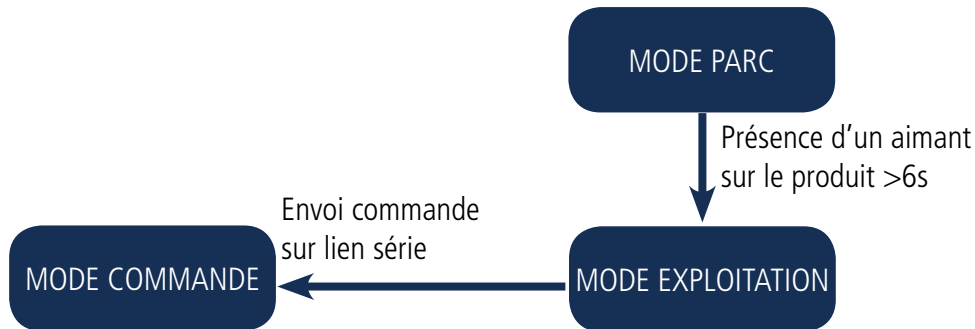 MODE PARC
Présence d’un aimant
sur le produit >6s
Envoi commande
sur lien série
MODE COMMANDE
MODE EXPLOITATION